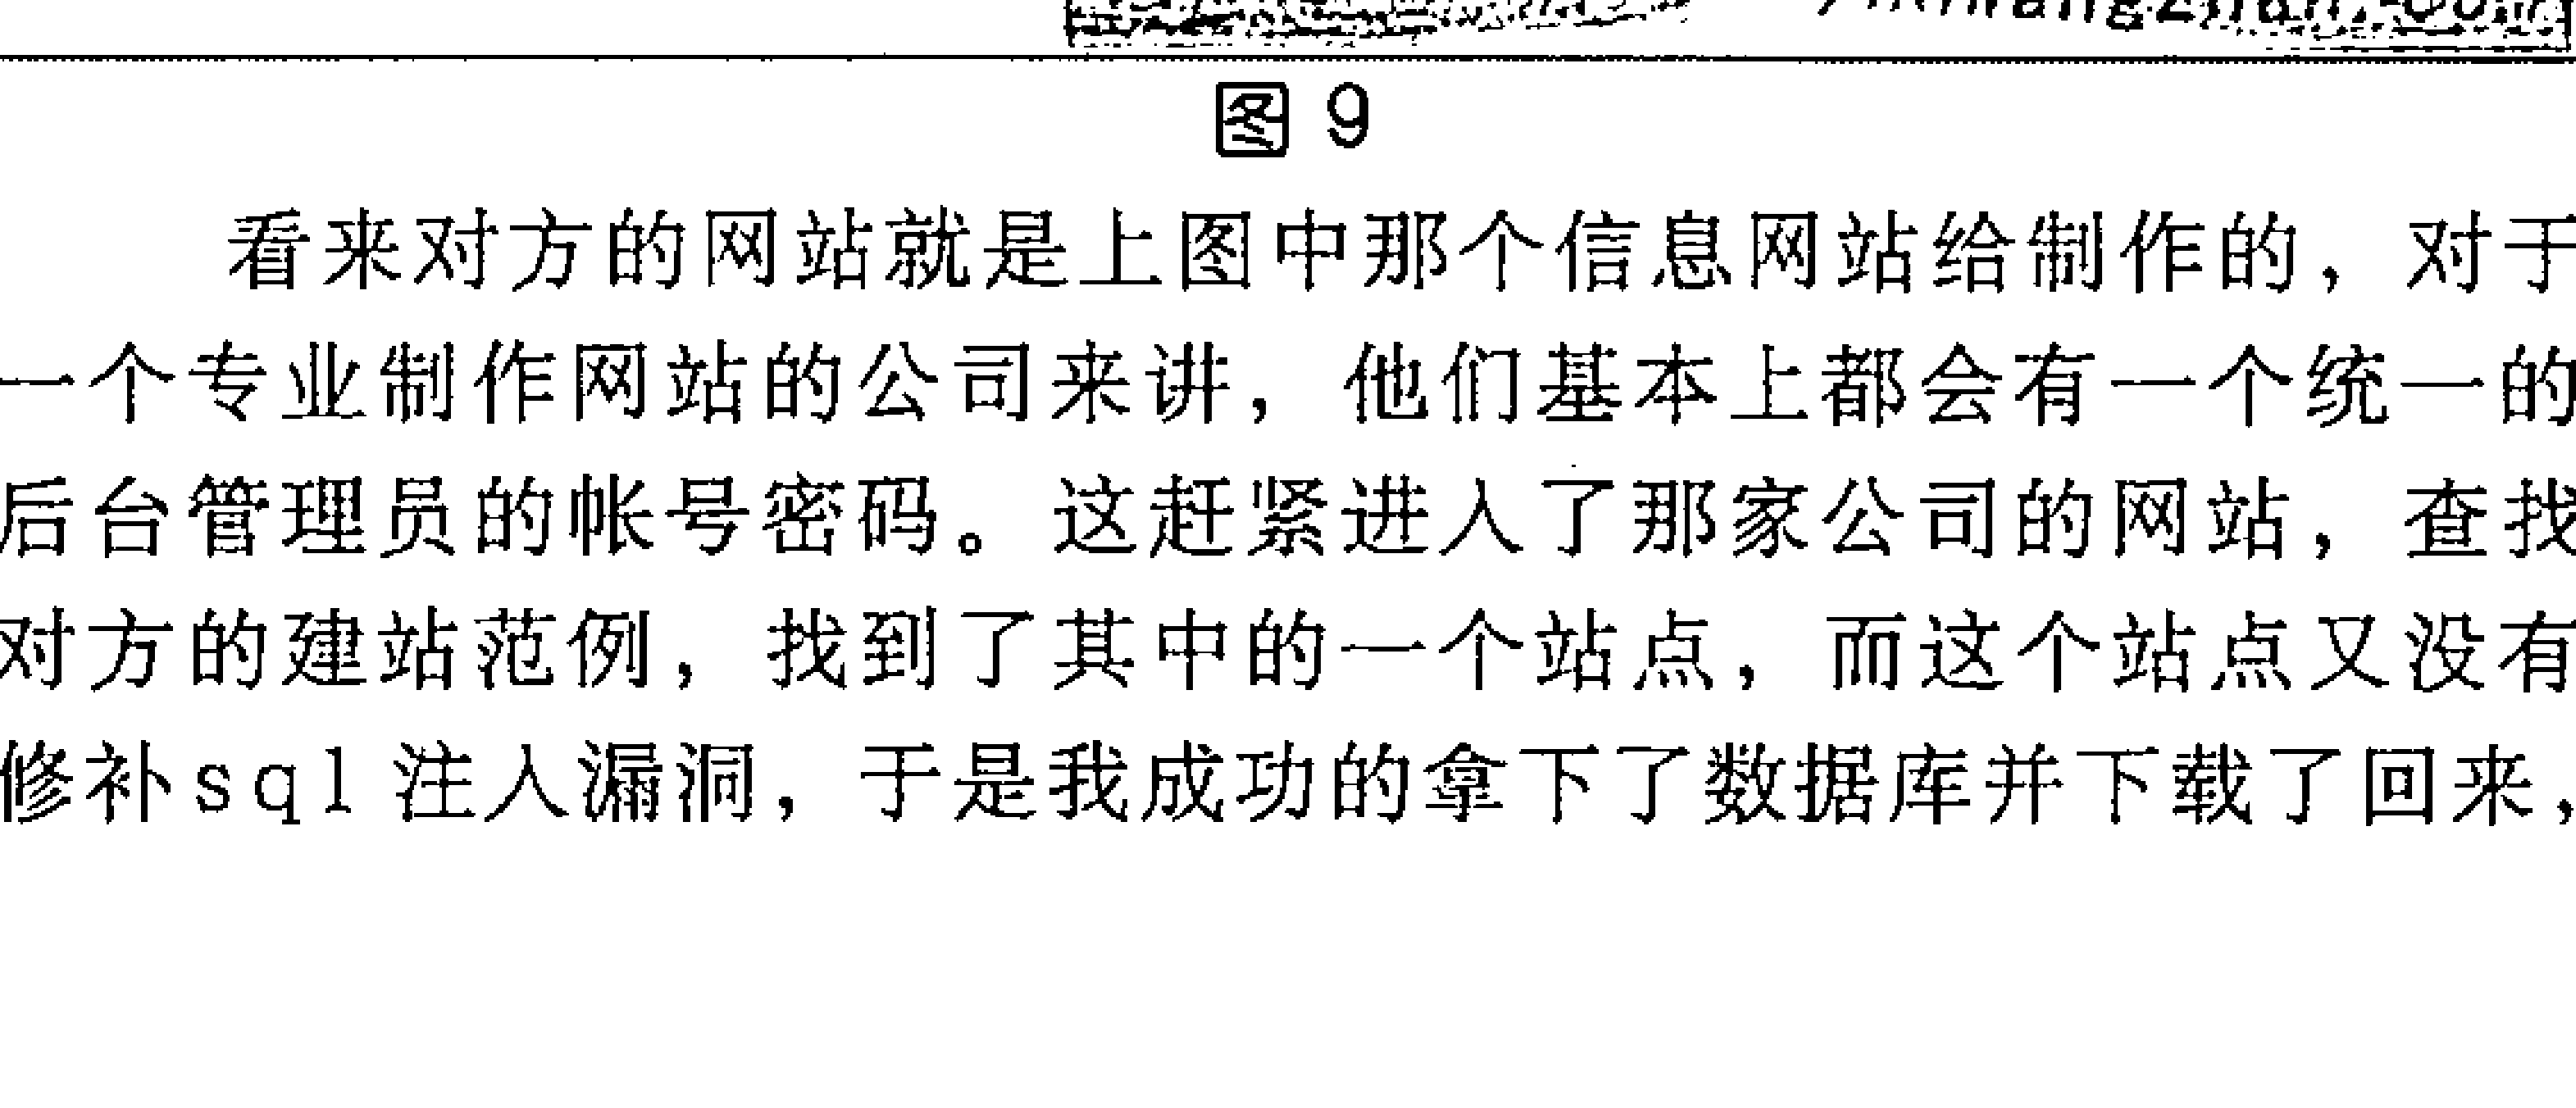 图 9
看来对方的网站就是上图中那个信息网站给制作的，对于
一个专业制作网站的公司来讲，他们基本上都会有一个统一的
后台管理员的帐号密码。这赶紧进入了那家公司的网站，查找
对方的建站范例，找到了其中的一个站点，而这个站点又没有
修补sql 注入漏洞，于是我成功的拿下了数据库并下载了回来，